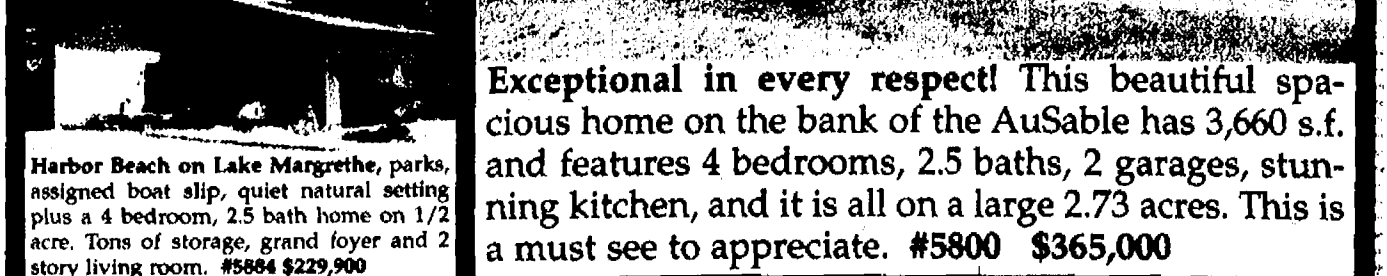 Harbor Beach on Lake Margrethe, parks,
assigned boat slip, quiet natural setting
plus a 4 bedroom, 2.5 bath home on 1/2
acre. Tons of storage, grand foyer and 2
story living room. #5884 $229,900
Exceptional in every respect! This beautiful spa-
cious home on the bank of the AuSable has 3,660 s.f.
and features 4 bedrooms, 2.5 baths, 2 garages, stun-
ning kitchen, and it is all on a large 2.73 acres. This is
a must see to appreciate. #5800 $365,000